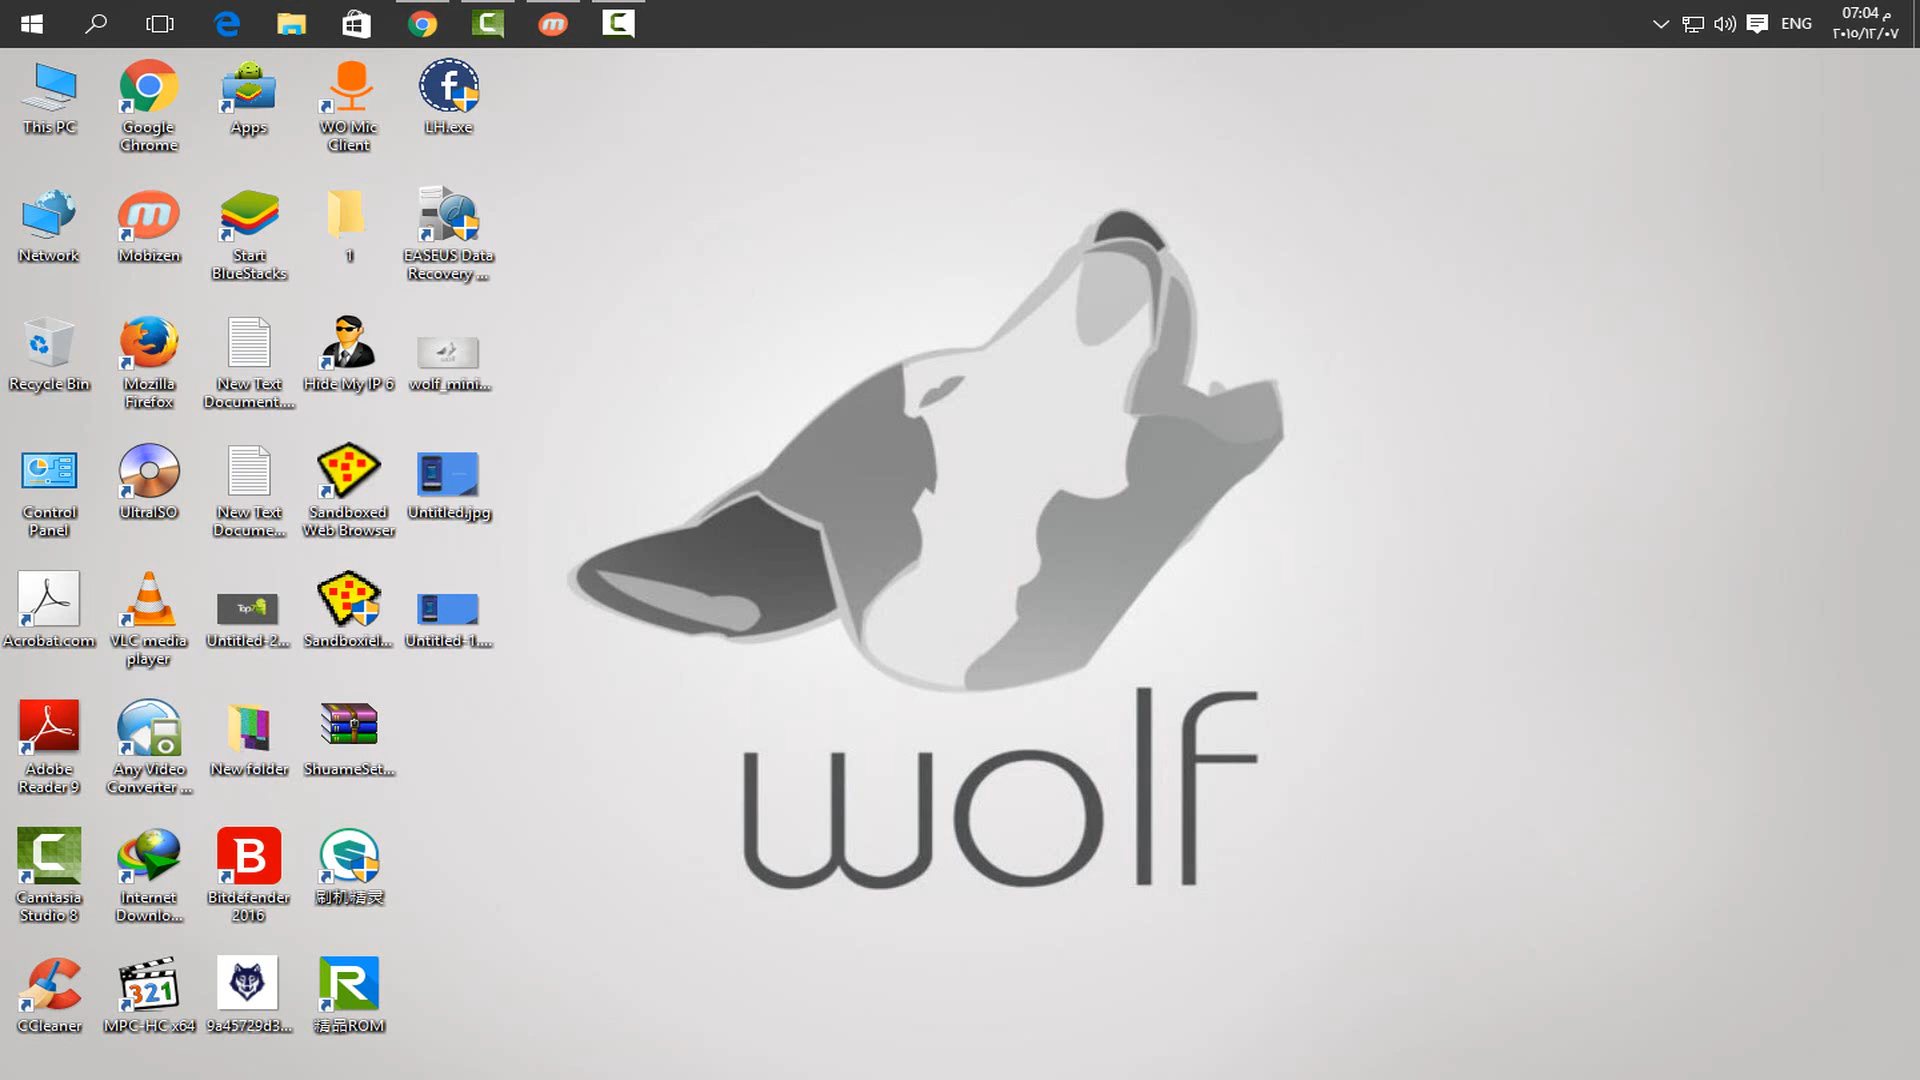 ENG
07:04 م
٢٠١٥/١٢/٠٧
This PC
Google
Chrome
Apps
WO Mic
Client
LH.exe
Network
Mobizen
Start
BlueStacks
1
EASEUS Data
Recovery ...
Recycle Bin
Mozilla
Firefox
New Text
Document....
Hide My IP 6
wolf_mini...
Control
Panel
UltraISO
New Text
Docume...
Sandboxed
Web Browser
Untitled.jpg
Acrobat.com
VLC media
player
Top7
Untitled-2...
Sandboxiel...
Untitled-1....
Adobe
Reader 9
Any Video
Converter ...
New folder
ShuameSet...
Camtasia
Studio 8
Internet
Downlo...
Bitdefender
2016
刷机精灵
CCleaner
321
MPC-HC x64
9a45729d3...
精品ROM
wolf